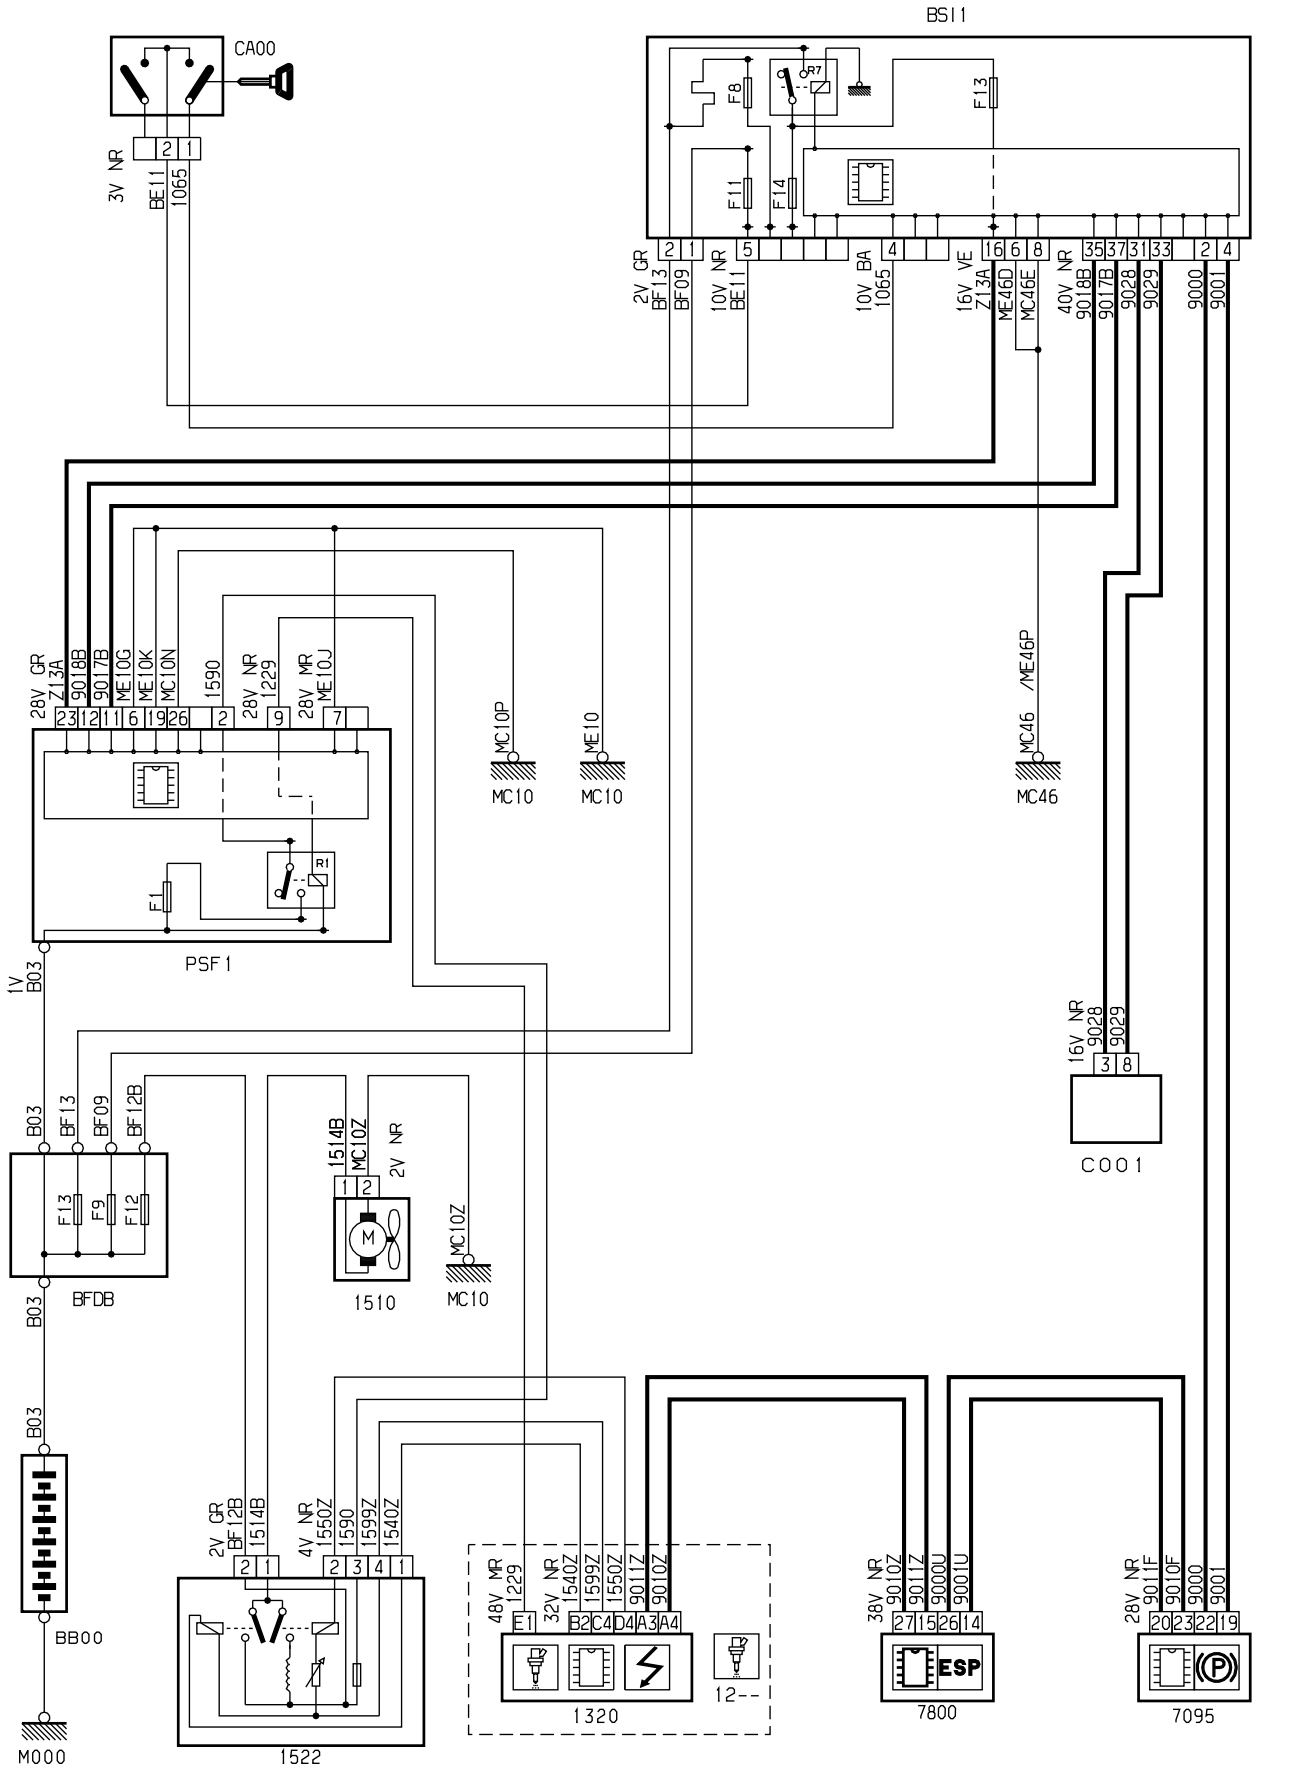 BSI1
CA00
R7
F8
F13
F11
F14
2 1
3V NR
BE11
1065
2 1 5 4 16 6 8 35 37 31 33 2 4
2V GR
BF13
BF09
10V NR
BE11
10V BA
1065
16V VE
Z13A
ME46D
MC46E
40V NR
9018B
9017B
9028
9029
9000
9001
28V GR
Z13A
9018B
9017B
ME10G
ME10K
MC10N
1590
28V NR
1229
28V MR
ME10J
23 12 11 6 19 26 2 9 7
MC10P
ME10
MC46 /ME46P
MC10
MC10
MC46
R1
F1
PSF1
1V
B03
16V NR
9028
9029
3 8
C001
B03
BF13
BF09
BF12B
1514B
MC10Z
2V NR
1 2
F13
F9
F12
M
MC10Z
BFDB
1510
MC10
B03
B03
BB00
M000
2V GR
BF12B
1514B
4V NR
1550Z
1590
1599Z
1540Z
2 1 2 3 4 1
1522
48V MR
1229
32V NR
1540Z
1599Z
1550Z
9011Z
9010Z
E1 B2 C4 D4 A3 A4
1320
12--
38V NR
9010Z
9011Z
9000U
9001U
27 15 26 14
ESP
7800
28V NR
9011F
9010F
9000
9001
20 23 22 19
P
7095